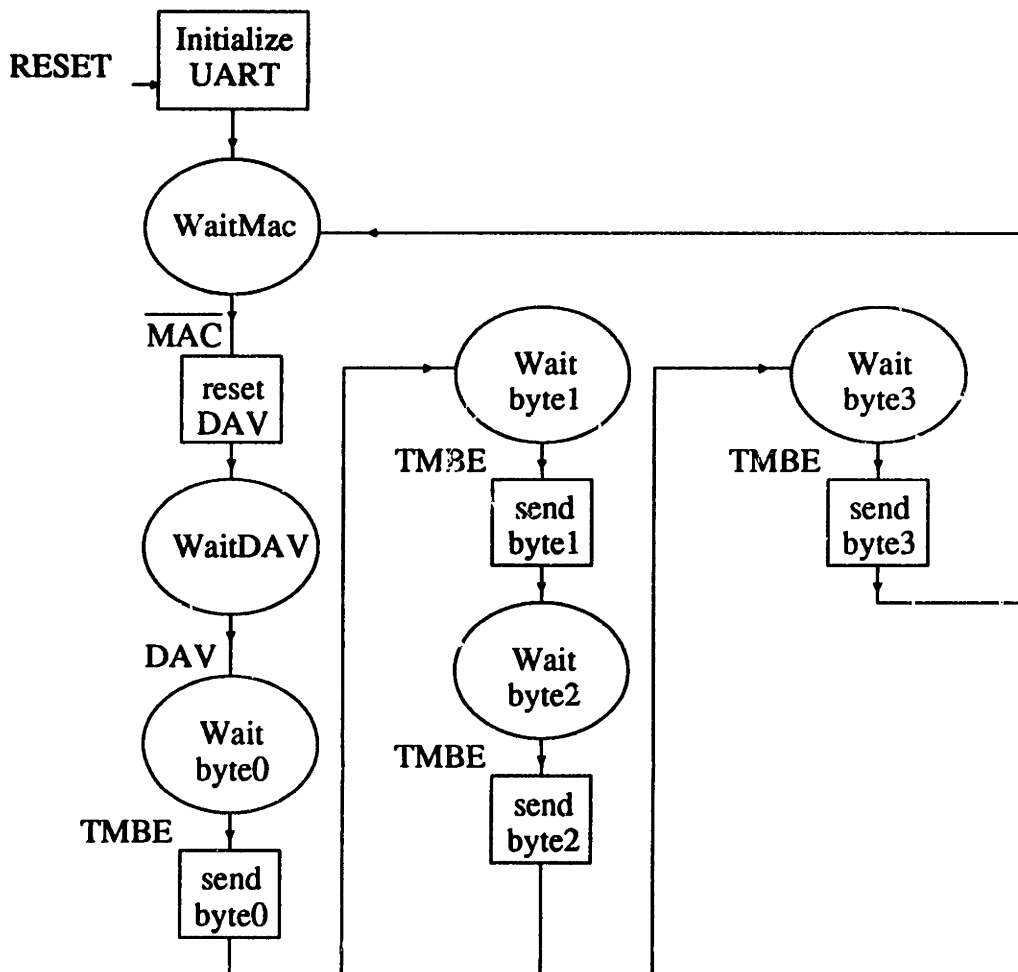 RESET
Initialize
UART
WaitMac
MAC
reset
DAV
WaitDAV
DAV
Wait
byte0
TMBE
send
byte0
Wait
byte1
TMBE
send
byte1
Wait
byte2
TMBE
send
byte2
Wait
byte3
TMBE
send
byte3